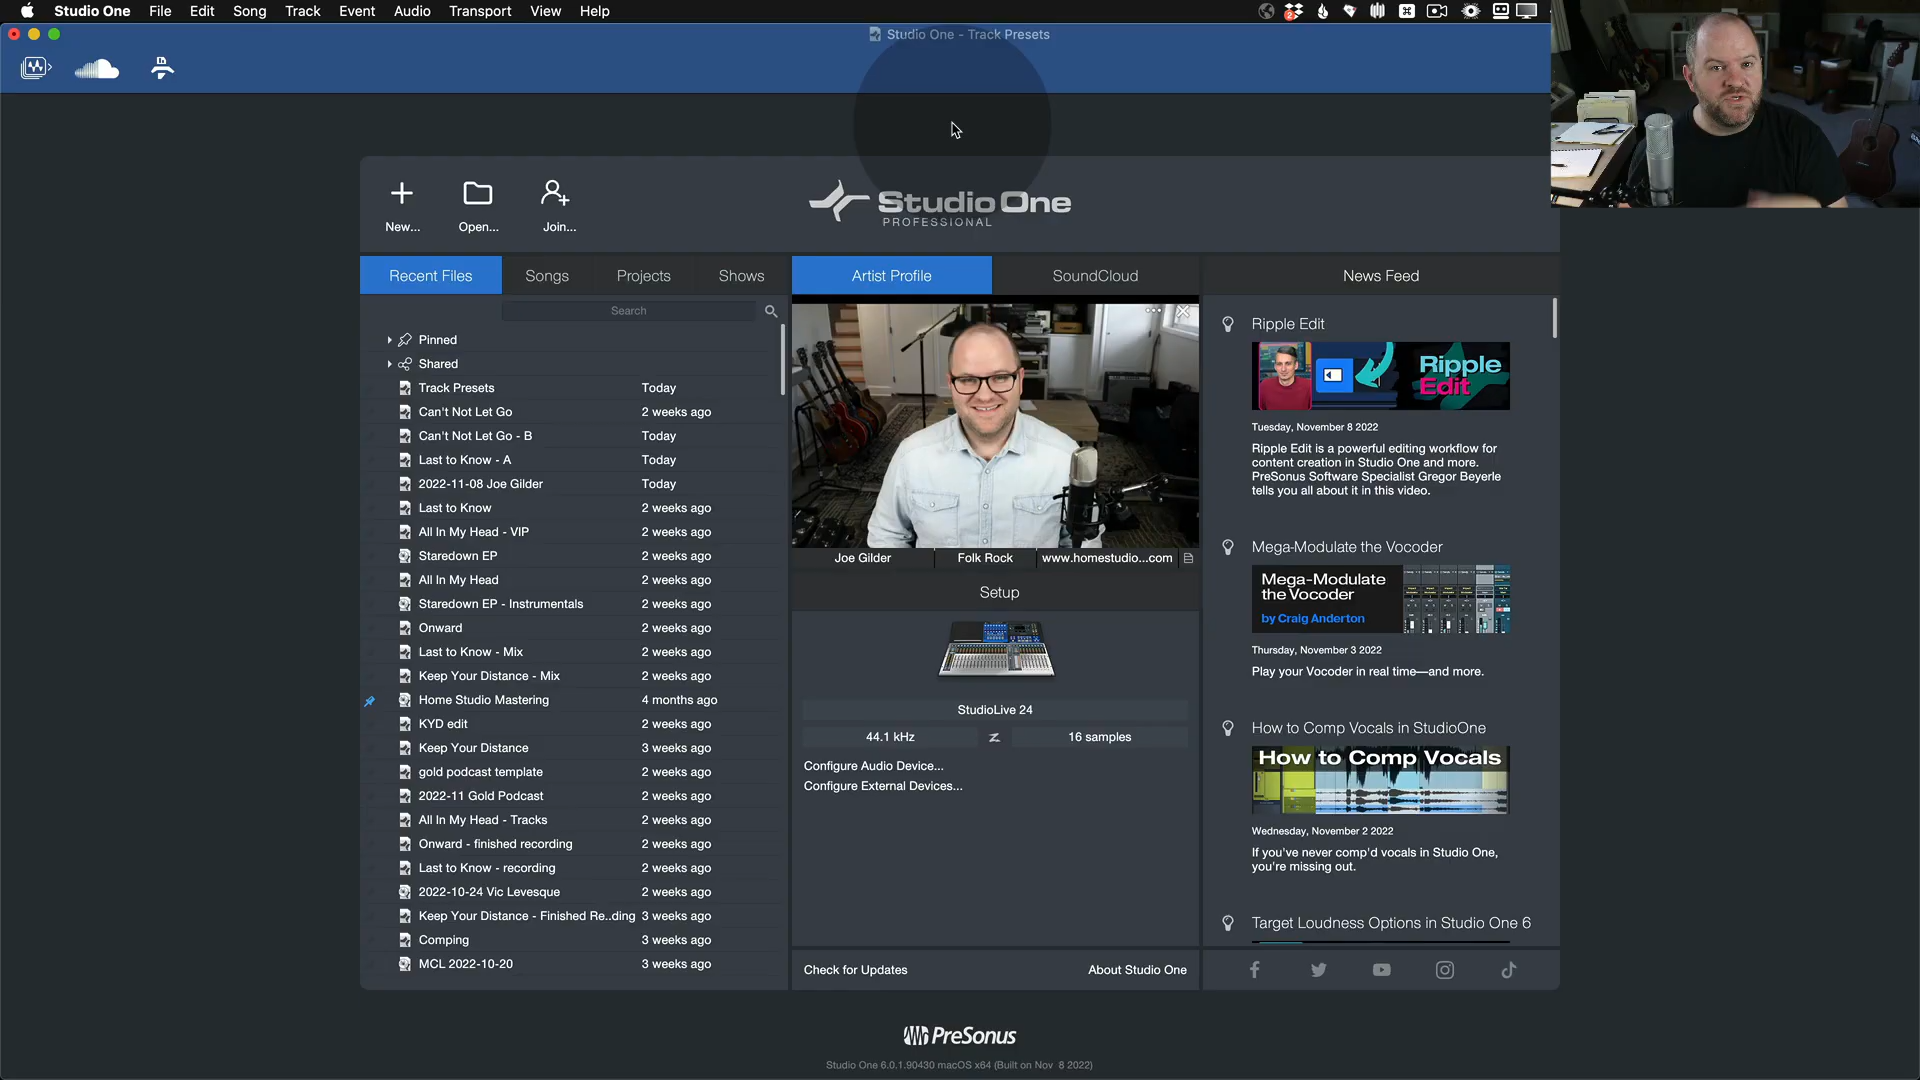 Studio One File Edit Song Track Event Audio Transport View Help
Studio One - Track Presets
Studio One
PROFESSIONAL
New... Open... Join...
Recent Files Songs Projects Shows
Search
Pinned
Shared
Track Presets Today
Can't Not Let Go 2 weeks ago
Can't Not Let Go - B Today
Last to Know - A Today
2022-11-08 Joe Gilder Today
Last to Know 2 weeks ago
All In My Head - VIP 2 weeks ago
Staredown EP 2 weeks ago
All In My Head 2 weeks ago
Staredown EP - Instrumentals 2 weeks ago
Onward 2 weeks ago
Last to Know - Mix 2 weeks ago
Keep Your Distance - Mix 2 weeks ago
Home Studio Mastering 4 months ago
KYD edit 2 weeks ago
Keep Your Distance 3 weeks ago
gold podcast template 2 weeks ago
2022-11 Gold Podcast 2 weeks ago
All In My Head - Tracks 2 weeks ago
Onward - finished recording 2 weeks ago
Last to Know - recording 2 weeks ago
2022-10-24 Vic Levesque 2 weeks ago
Keep Your Distance - Finished Re..ding 3 weeks ago
Comping 3 weeks ago
MCL 2022-10-20 3 weeks ago
Artist Profile SoundCloud
Joe Gilder Folk Rock www.homestudio...com
Setup
StudioLive 24
44.1 kHz 16 samples
Configure Audio Device...
Configure External Devices...
Check for Updates About Studio One
News Feed
Ripple Edit
Ripple
Edit
Tuesday, November 8 2022
Ripple Edit is a powerful editing workflow for
content creation in Studio One and more.
PreSonus Software Specialist Gregor Beyerle
tells you all about it in this video.
Mega-Modulate the Vocoder
Mega-Modulate
the Vocoder
by Craig Anderton
Thursday, November 3 2022
Play your Vocoder in real time—and more.
How to Comp Vocals in StudioOne
How to Comp Vocals
Wednesday, November 2 2022
If you've never comp'd vocals in Studio One,
you're missing out.
Target Loudness Options in Studio One 6
PreSonus
Studio One 6.0.1.90430 macOS x64 (Built on Nov 8 2022)